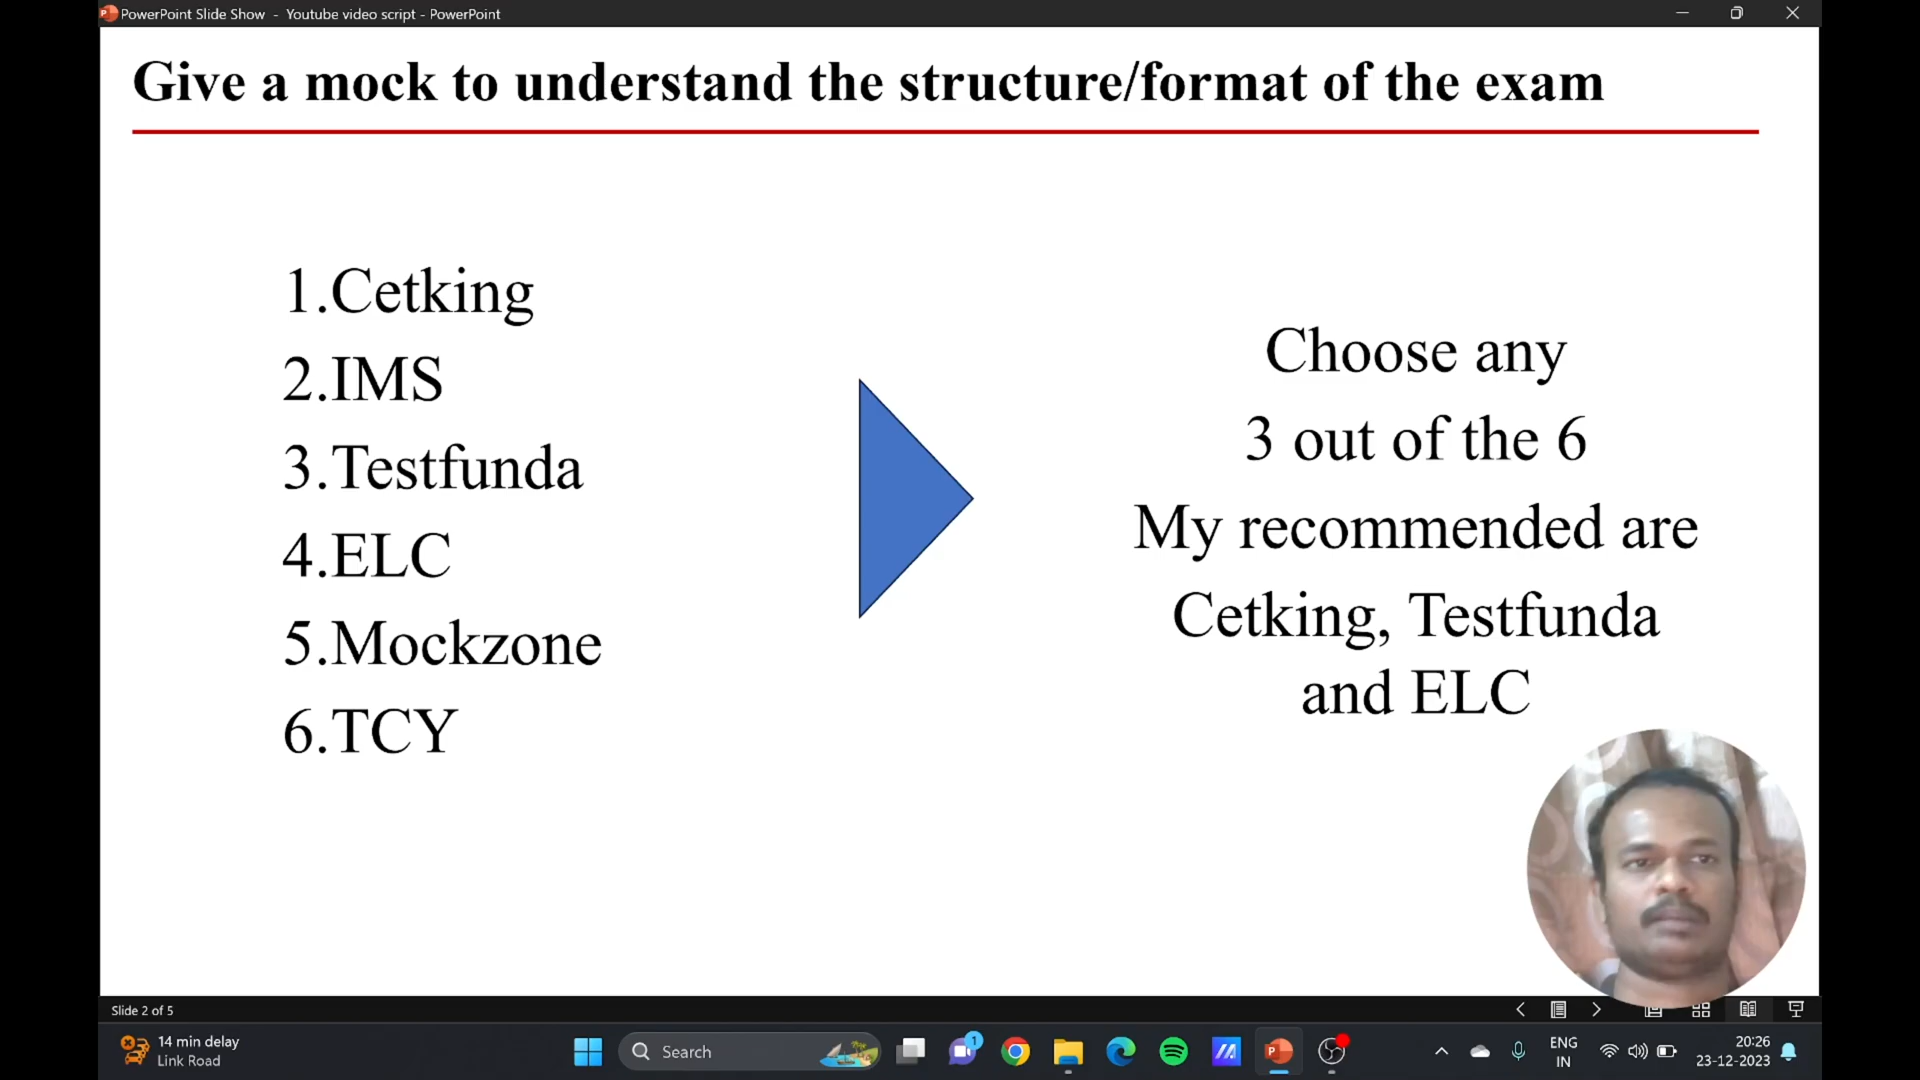 PowerPoint Slide Show - Youtube video script - PowerPoint
Give a mock to understand the structure/format of the exam
1.Cetking
2.IMS
3.Testfunda
4.ELC
5.Mockzone
6.TCY
Choose any
3 out of the 6
My recommended are
Cetking, Testfunda
and ELC
Slide 2 of 5
14 min delay
Link Road
Search
1
ENG
IN
20:26
23-12-2023